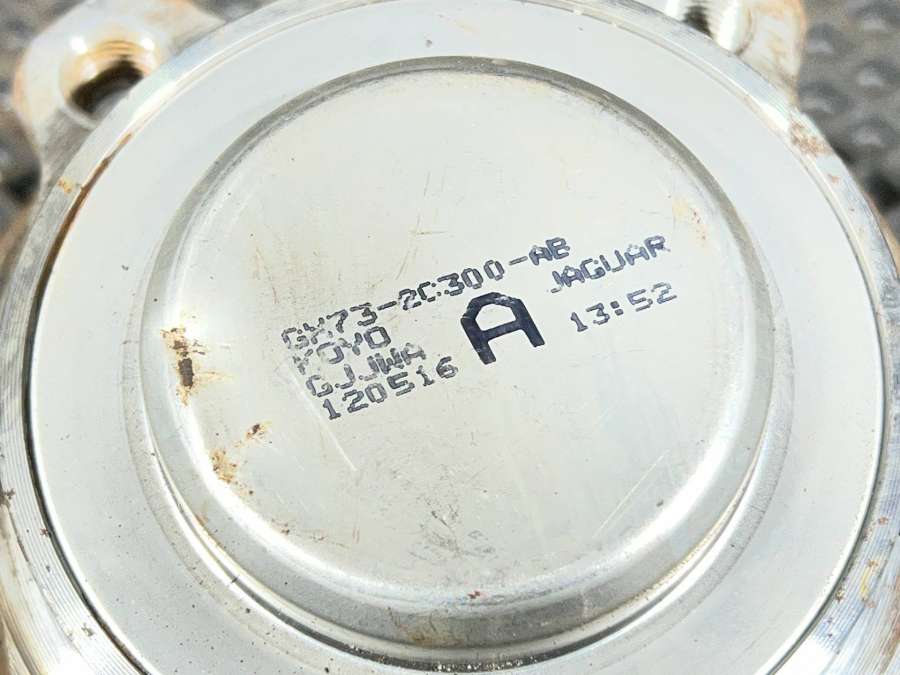 GX73-2C300-AB
KOYO JAGUAR
GJJWA A 13:52
120516